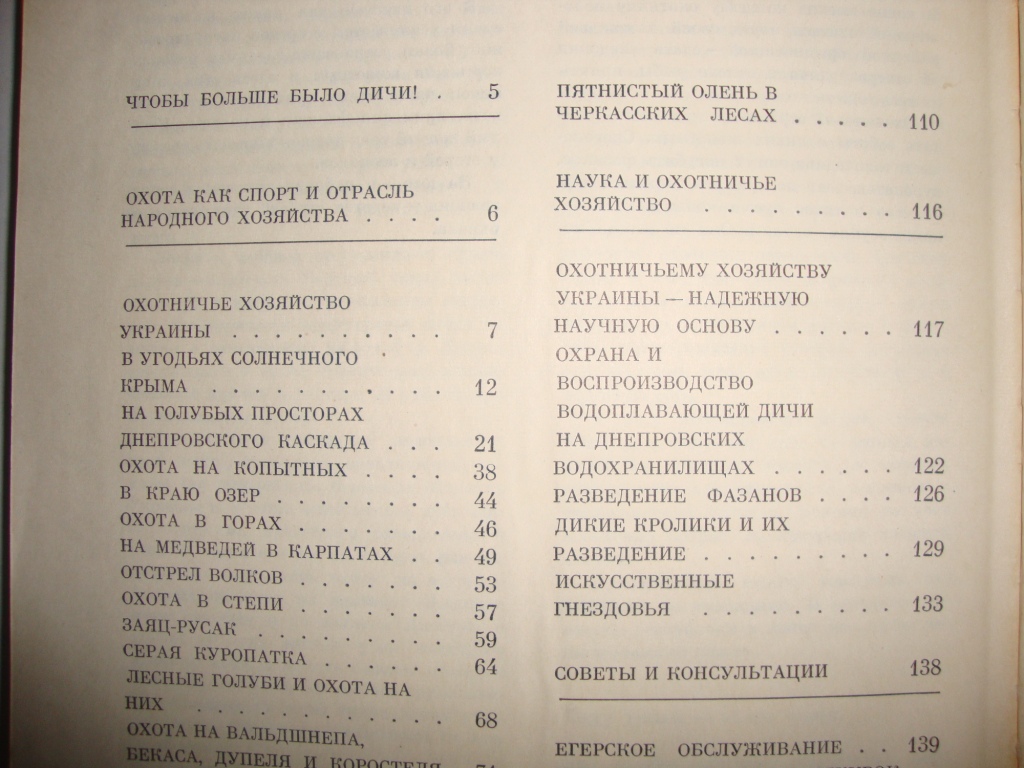 ЧТОБЫ БОЛЬШЕ БЫЛО ДИЧИ! . 5
ОХОТА КАК СПОРТ И ОТРАСЛЬ
НАРОДНОГО ХОЗЯЙСТВА . . . . 6
ОХОТНИЧЬЕ ХОЗЯЙСТВО
УКРАИНЫ . . . . . . . . . . 7
В УГОДЬЯХ СОЛНЕЧНОГО
КРЫМА . . . . . . . . . . . 12
НА ГОЛУБЫХ ПРОСТОРАХ
ДНЕПРОВСКОГО КАСКАДА . . . 21
ОХОТА НА КОПЫТНЫХ . . . . 38
В КРАЮ ОЗЕР . . . . . . . . 44
ОХОТА В ГОРАХ . . . . . . . 46
НА МЕДВЕДЕЙ В КАРПАТАХ . . 49
ОТСТРЕЛ ВОЛКОВ . . . . . . . 53
ОХОТА В СТЕПИ . . . . . . . 57
ЗАЯЦ-РУСАК . . . . . . . . . 59
СЕРАЯ КУРОПАТКА . . . . . . 64
ЛЕСНЫЕ ГОЛУБИ И ОХОТА НА
НИХ . . . . . . . . . . . 68
ОХОТА НА ВАЛЬДШНЕПА,
БЕКАСА, ДУПЕЛЯ И КОРОСТЕЛЯ
ПЯТНИСТЫЙ ОЛЕНЬ В
ЧЕРКАССКИХ ЛЕСАХ . . . . . 110
НАУКА И ОХОТНИЧЬЕ
ХОЗЯЙСТВО . . . . . . . . . 116
ОХОТНИЧЬЕМУ ХОЗЯЙСТВУ
УКРАИНЫ — НАДЕЖНУЮ
НАУЧНУЮ ОСНОВУ . . . . . . 117
ОХРАНА И
ВОСПРОИЗВОДСТВО
ВОДОПЛАВАЮЩЕЙ ДИЧИ
НА ДНЕПРОВСКИХ
ВОДОХРАНИЛИЩАХ . . . . . . 122
РАЗВЕДЕНИЕ ФАЗАНОВ . . . . 126
ДИКИЕ КРОЛИКИ И ИХ
РАЗВЕДЕНИЕ . . . . . . . . . 129
ИСКУССТВЕННЫЕ
ГНЕЗДОВЬЯ . . . . . . . . . 133
СОВЕТЫ И КОНСУЛЬТАЦИИ 138
ЕГЕРСКОЕ ОБСЛУЖИВАНИЕ . . 139